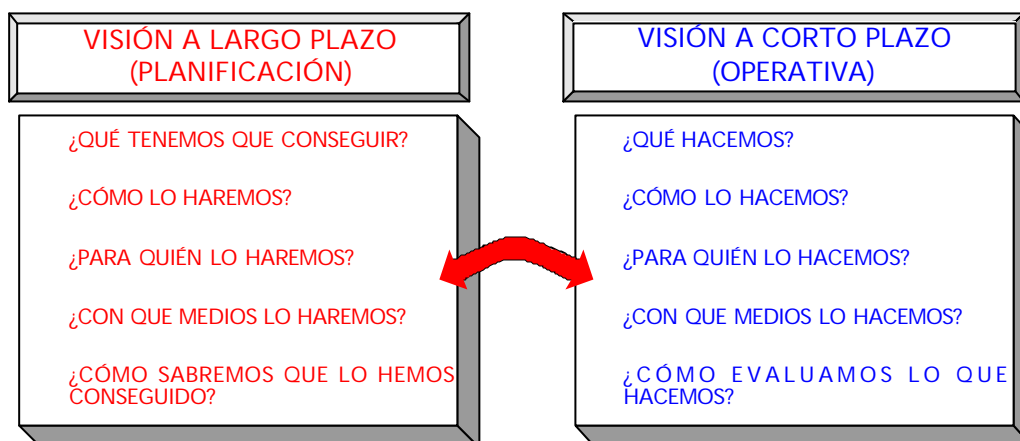 VISIÓN A LARGO PLAZO
(PLANIFICACIÓN)
¿QUÉ TENEMOS QUE CONSEGUIR?
¿CÓMO LO HAREMOS?
¿PARA QUIÉN LO HAREMOS?
¿CON QUE MEDIOS LO HAREMOS?
¿CÓMO SABREMOS QUE LO HEMOS
CONSEGUIDO?
VISIÓN A CORTO PLAZO
(OPERATIVA)
¿QUÉ HACEMOS?
¿CÓMO LO HACEMOS?
¿PARA QUIÉN LO HACEMOS?
¿CON QUE MEDIOS LO HACEMOS?
¿CÓMO EVALUAMOS LO QUE
HACEMOS?